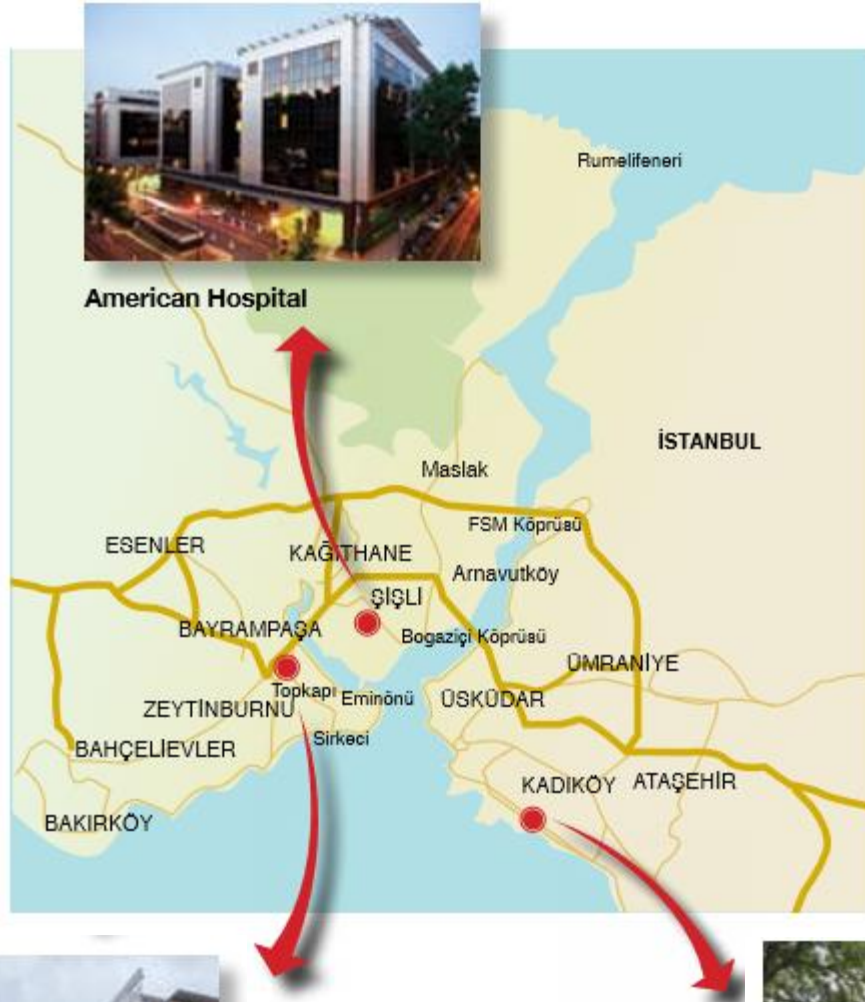 American Hospital
Rumelifeneri
İSTANBUL
Maslak
FSM Köprüsü
ESENLER
KAĞITHANE
Arnavutköy
ŞİŞLİ
BAYRAMPAŞA
Bogaziçi Köprüsü
ÜMRANİYE
Topkapı
Eminönü
ÜSKÜDAR
ZEYTİNBURNU
Sirkeci
BAHÇELİEVLER
KADIKÖY
ATAŞEHİR
BAKIRKÖY